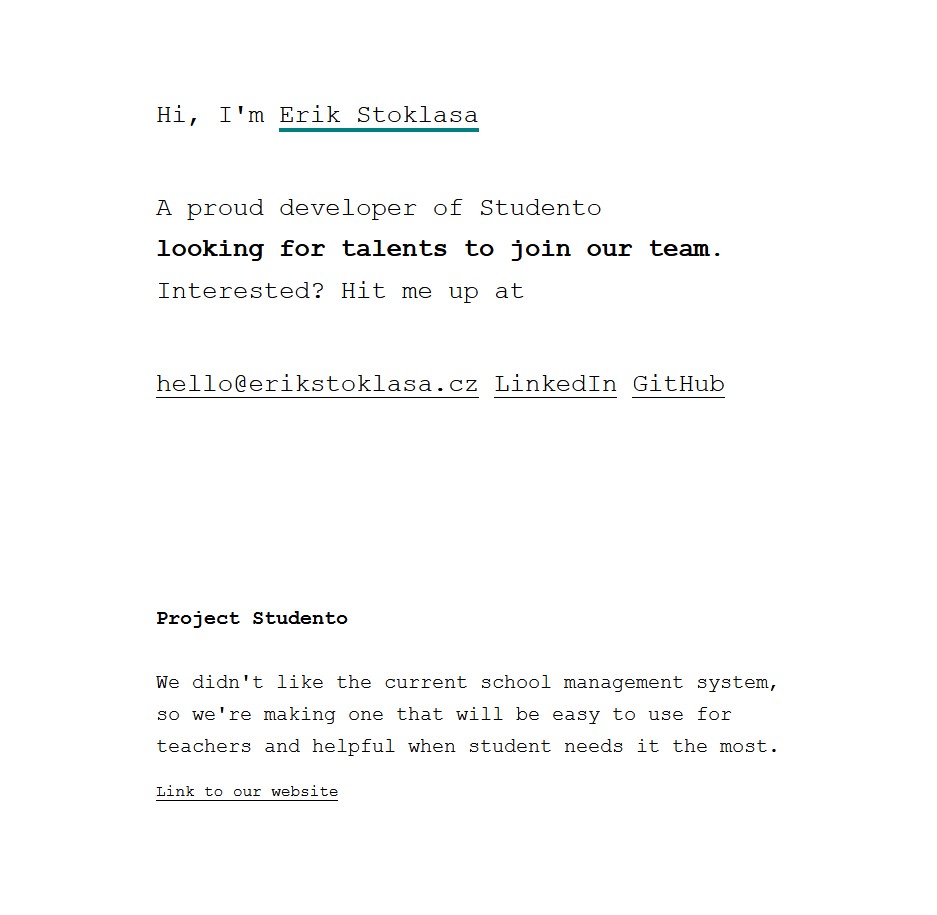 Hi, I'm Erik Stoklasa
A proud developer of Studento
looking for talents to join our team.
Interested? Hit me up at
hello@erikstoklasa.cz LinkedIn GitHub
Project Studento
We didn't like the current school management system,
so we're making one that will be easy to use for
teachers and helpful when student needs it the most.
Link to our website